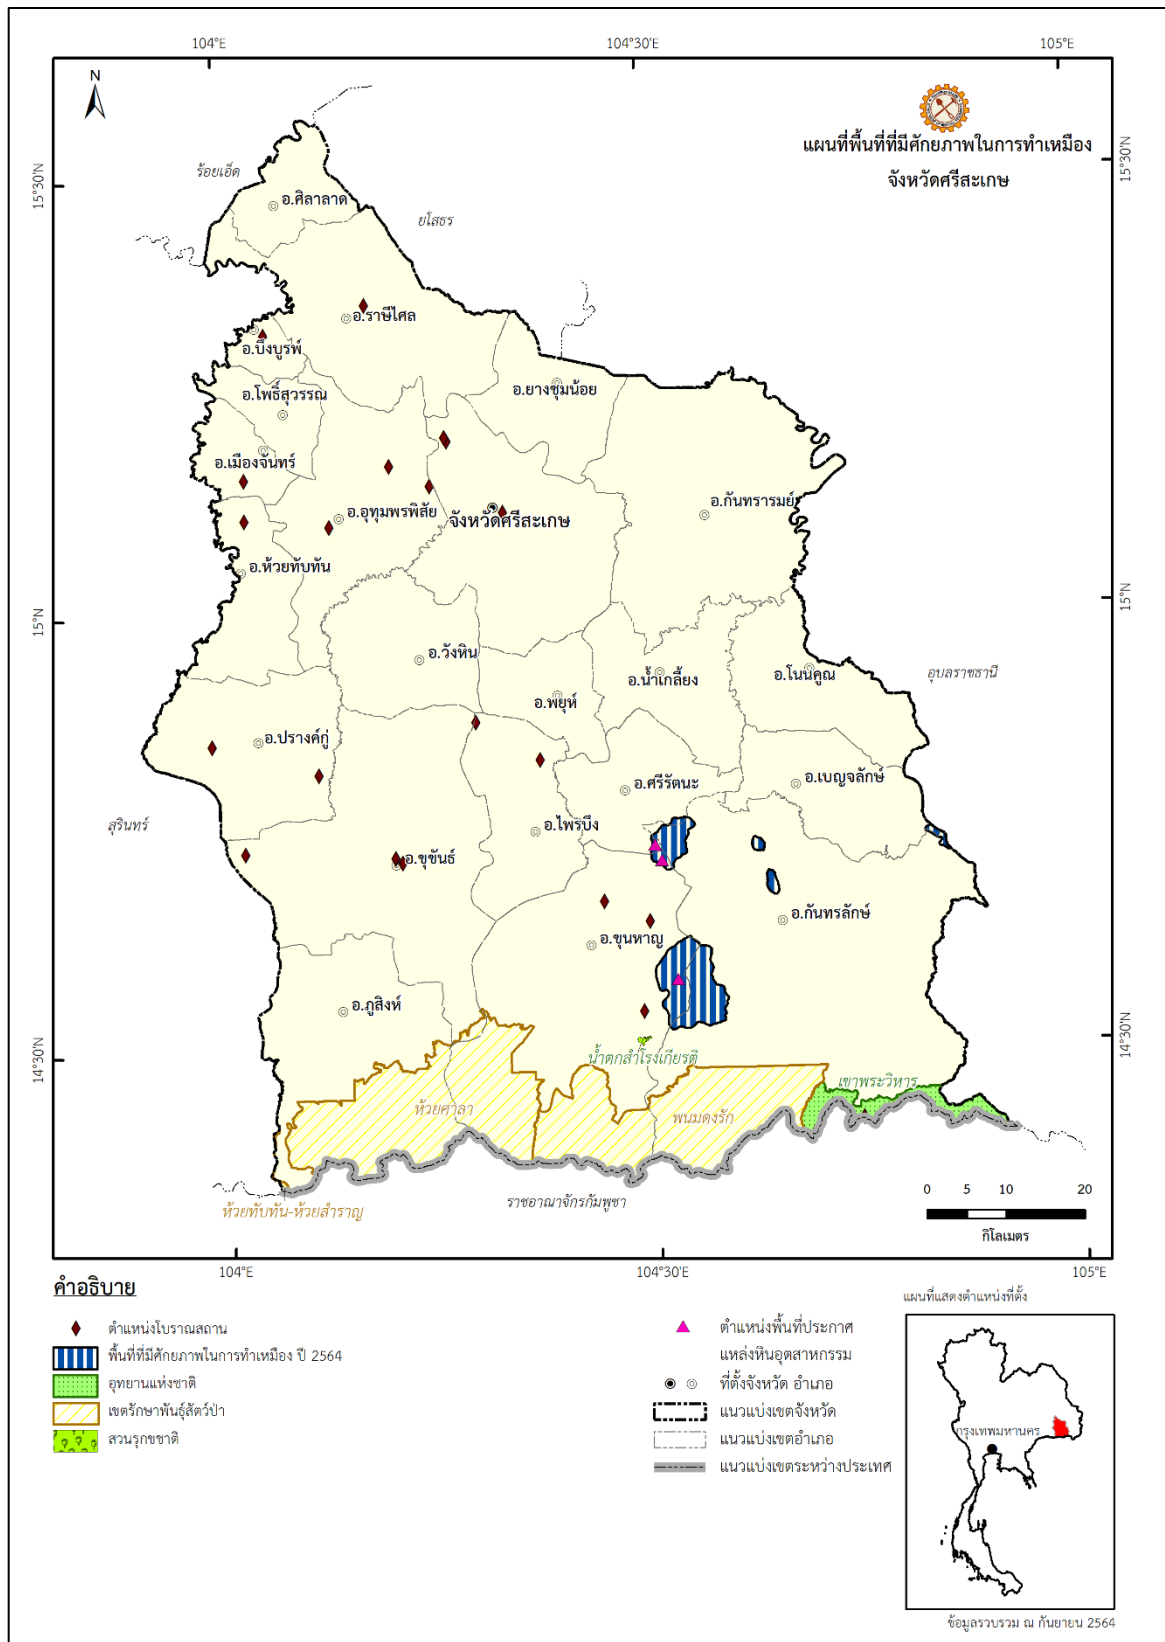 104°E
104°30'E
105°E
N
แผนที่พื้นที่ที่มีศักยภาพในการทำเหมือง
จังหวัดศรีสะเกษ
15°30'N
15°30'N
ร้อยเอ็ด
อ.ศิลาลาด
ยโสธร
อ.ราษีไศล
อ.บึงบูรพ์
อ.ยางชุมน้อย
อ.โพธิ์สุวรรณ
อ.เมืองจันทร์
อ.อุทุมพรพิสัย
จังหวัดศรีสะเกษ
อ.กันทรารมย์
อ.ห้วยทับทัน
15°N
15°N
อ.วังหิน
อ.น้ำเกลี้ยง
อ.โนนคูณ
อุบลราชธานี
อ.พยุห์
อ.ปรางค์กู่
อ.ศรีรัตนะ
อ.เบญจลักษ์
สุรินทร์
อ.ไพรบึง
อ.ขุขันธ์
อ.กันทรลักษ์
อ.ขุนหาญ
อ.ภูสิงห์
14°30'N
14°30'N
น้ำตกสำโรงเกียรติ
เขาพระวิหาร
ห้วยศาลา
พนมดงรัก
ราชอาณาจักรกัมพูชา
ห้วยทับทัน-ห้วยสำราญ
0 5 10 20
กิโลเมตร
104°E
104°30'E
105°E
คำอธิบาย
ตำแหน่งโบราณสถาน
พื้นที่ที่มีศักยภาพในการทำเหมือง ปี 2564
อุทยานแห่งชาติ
เขตรักษาพันธุ์สัตว์ป่า
สวนรุกขชาติ
ตำแหน่งพื้นที่ประกาศ
แหล่งหินอุตสาหกรรม
ที่ตั้งจังหวัด อำเภอ
แนวแบ่งเขตจังหวัด
แนวแบ่งเขตอำเภอ
แนวแบ่งเขตระหว่างประเทศ
แผนที่แสดงตำแหน่งที่ตั้ง
กรุงเทพมหานคร
ข้อมูลรวบรวม ณ กันยายน 2564